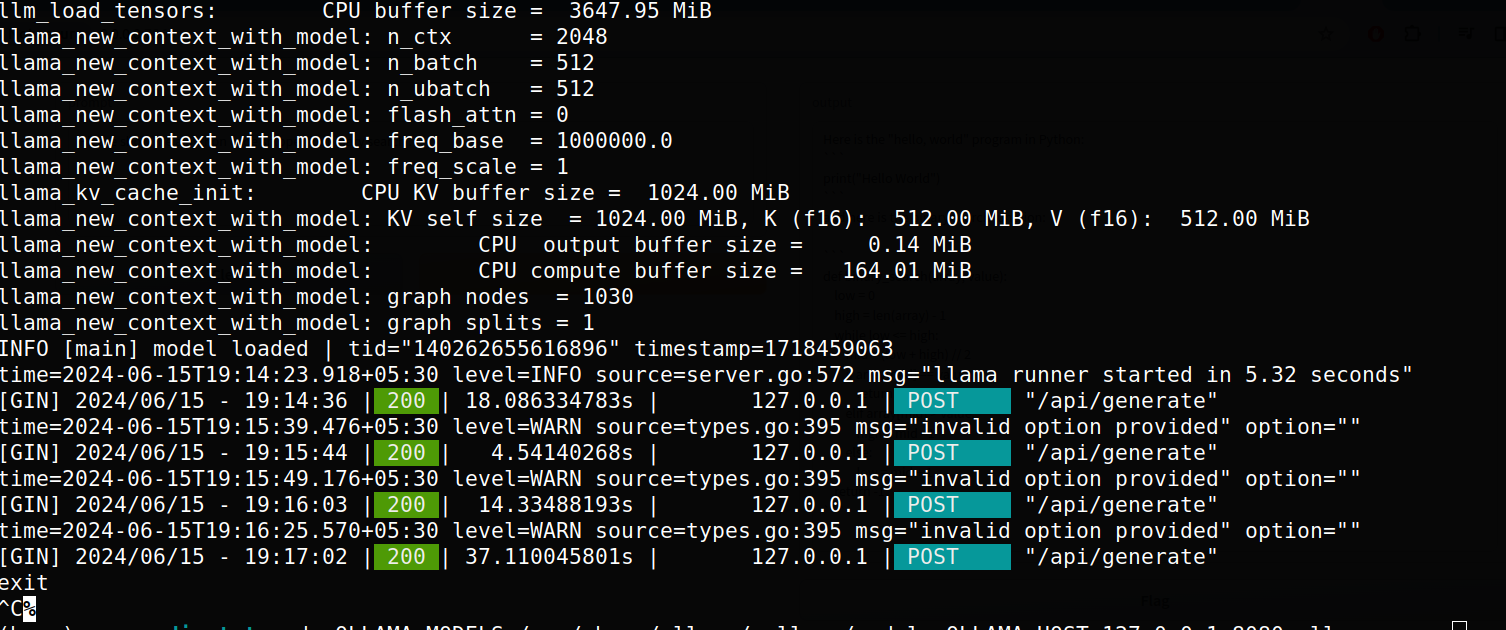 llm_load_tensors:        CPU buffer size =  3647.95 MiB
llama_new_context_with_model: n_ctx      = 2048
llama_new_context_with_model: n_batch    = 512
llama_new_context_with_model: n_ubatch   = 512
llama_new_context_with_model: flash_attn = 0
llama_new_context_with_model: freq_base  = 1000000.0
llama_new_context_with_model: freq_scale = 1
llama_kv_cache_init:        CPU KV buffer size =  1024.00 MiB
llama_new_context_with_model: KV self size  = 1024.00 MiB, K (f16):  512.00 MiB, V (f16):  512.00 MiB
llama_new_context_with_model:        CPU  output buffer size =     0.14 MiB
llama_new_context_with_model:        CPU compute buffer size =   164.01 MiB
llama_new_context_with_model: graph nodes  = 1030
llama_new_context_with_model: graph splits = 1
INFO [main] model loaded | tid="140262655616896" timestamp=1718459063
time=2024-06-15T19:14:23.918+05:30 level=INFO source=server.go:572 msg="llama runner started in 5.32 seconds"
[GIN] 2024/06/15 - 19:14:36 | 200 | 18.086334783s |       127.0.0.1 | POST     "/api/generate"
time=2024-06-15T19:15:39.476+05:30 level=WARN source=types.go:395 msg="invalid option provided" option=""
[GIN] 2024/06/15 - 19:15:44 | 200 |   4.54140268s |       127.0.0.1 | POST     "/api/generate"
time=2024-06-15T19:15:49.176+05:30 level=WARN source=types.go:395 msg="invalid option provided" option=""
[GIN] 2024/06/15 - 19:16:03 | 200 |  14.33488193s |       127.0.0.1 | POST     "/api/generate"
time=2024-06-15T19:16:25.570+05:30 level=WARN source=types.go:395 msg="invalid option provided" option=""
[GIN] 2024/06/15 - 19:17:02 | 200 | 37.110045801s |       127.0.0.1 | POST     "/api/generate"
exit
^C%